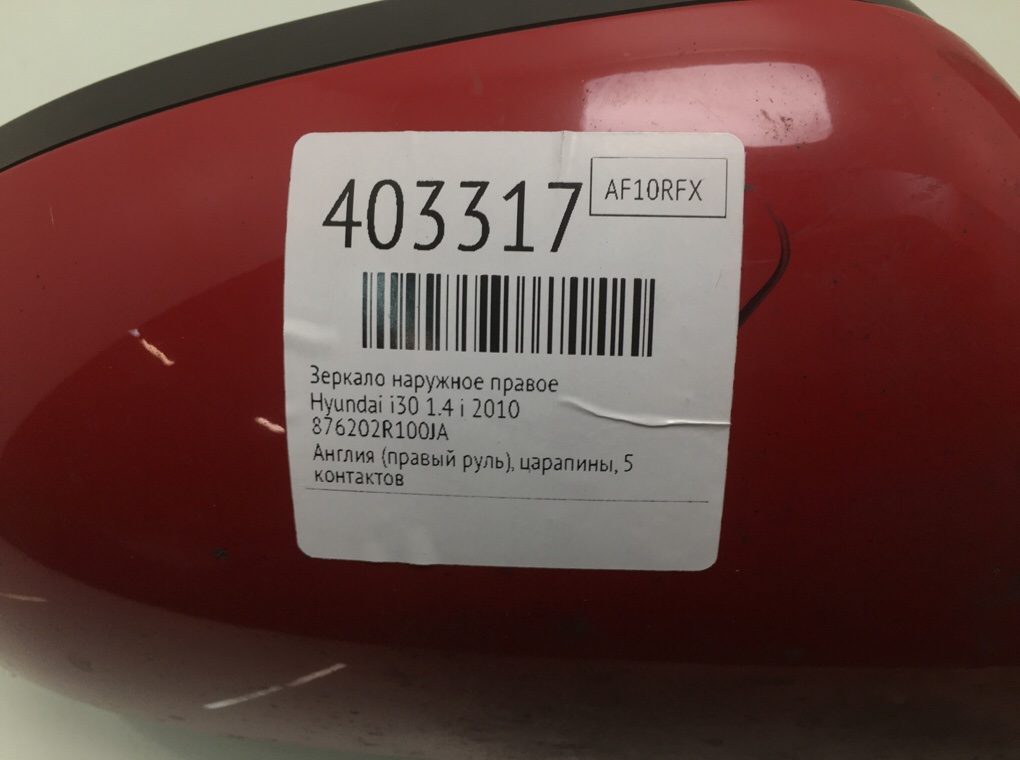 403317
AF10RFX
Зеркало наружное правое
Hyundai i30 1.4 i 2010
876202R100JA
Англия (правый руль), царапины, 5
контактов